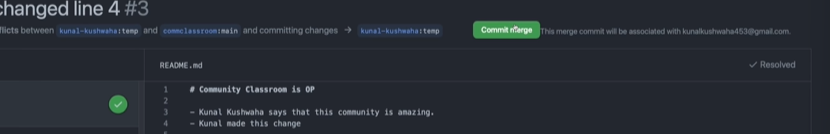 changed line 4 #3
flicts between kunal-kushwaha:temp and commclassroom:main and committing changes → kunal-kushwaha:temp Commit merge This merge commit will be associated with kunalkushwaha453@gmail.com.
README.md ✓ Resolved
1 # Community Classroom is OP
2
3 - Kunal Kushwaha says that this community is amazing.
4 - Kunal made this change